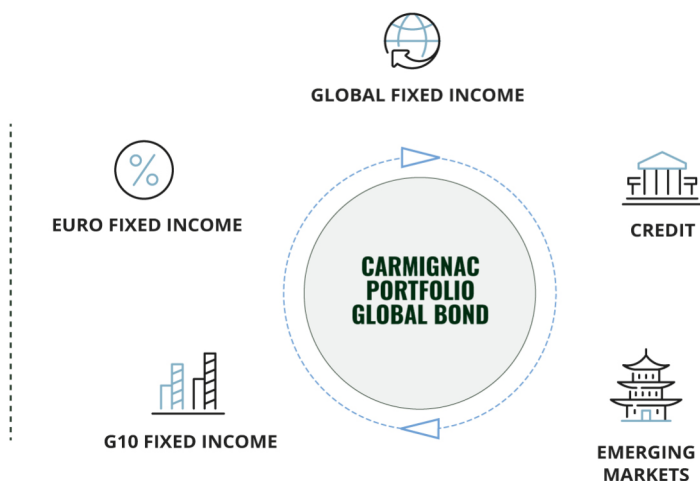 GLOBAL FIXED INCOME
EURO FIXED INCOME
CREDIT
CARMIGNAC
PORTFOLIO
GLOBAL BOND
G10 FIXED INCOME
EMERGING
MARKETS